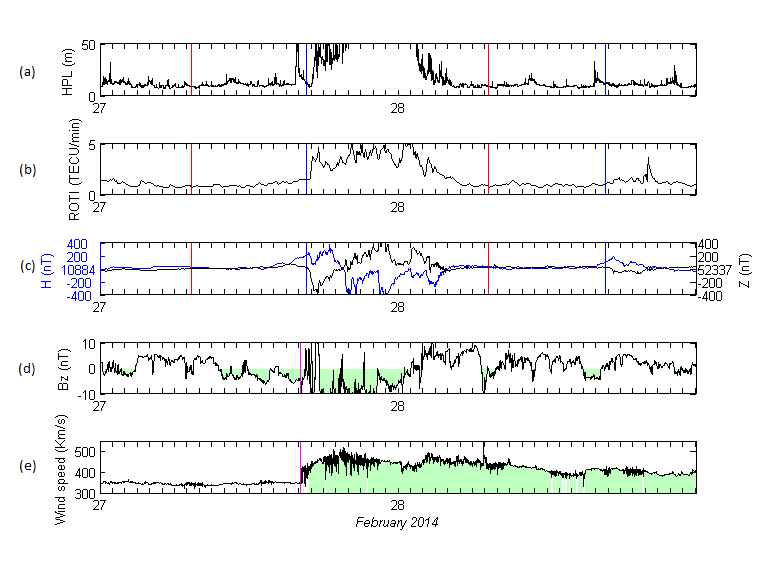 (a)
HPL (m)
50
0
27
28
(b)
ROTI (TECU/min)
5
0
27
28
(c)
H (nT)
400
200
10884
-200
-400
400
200
52337
-200
-400
Z (nT)
27
28
(d)
Bz (nT)
10
0
-10
27
28
(e)
Wind speed (Km/s)
500
400
300
27
28
February 2014